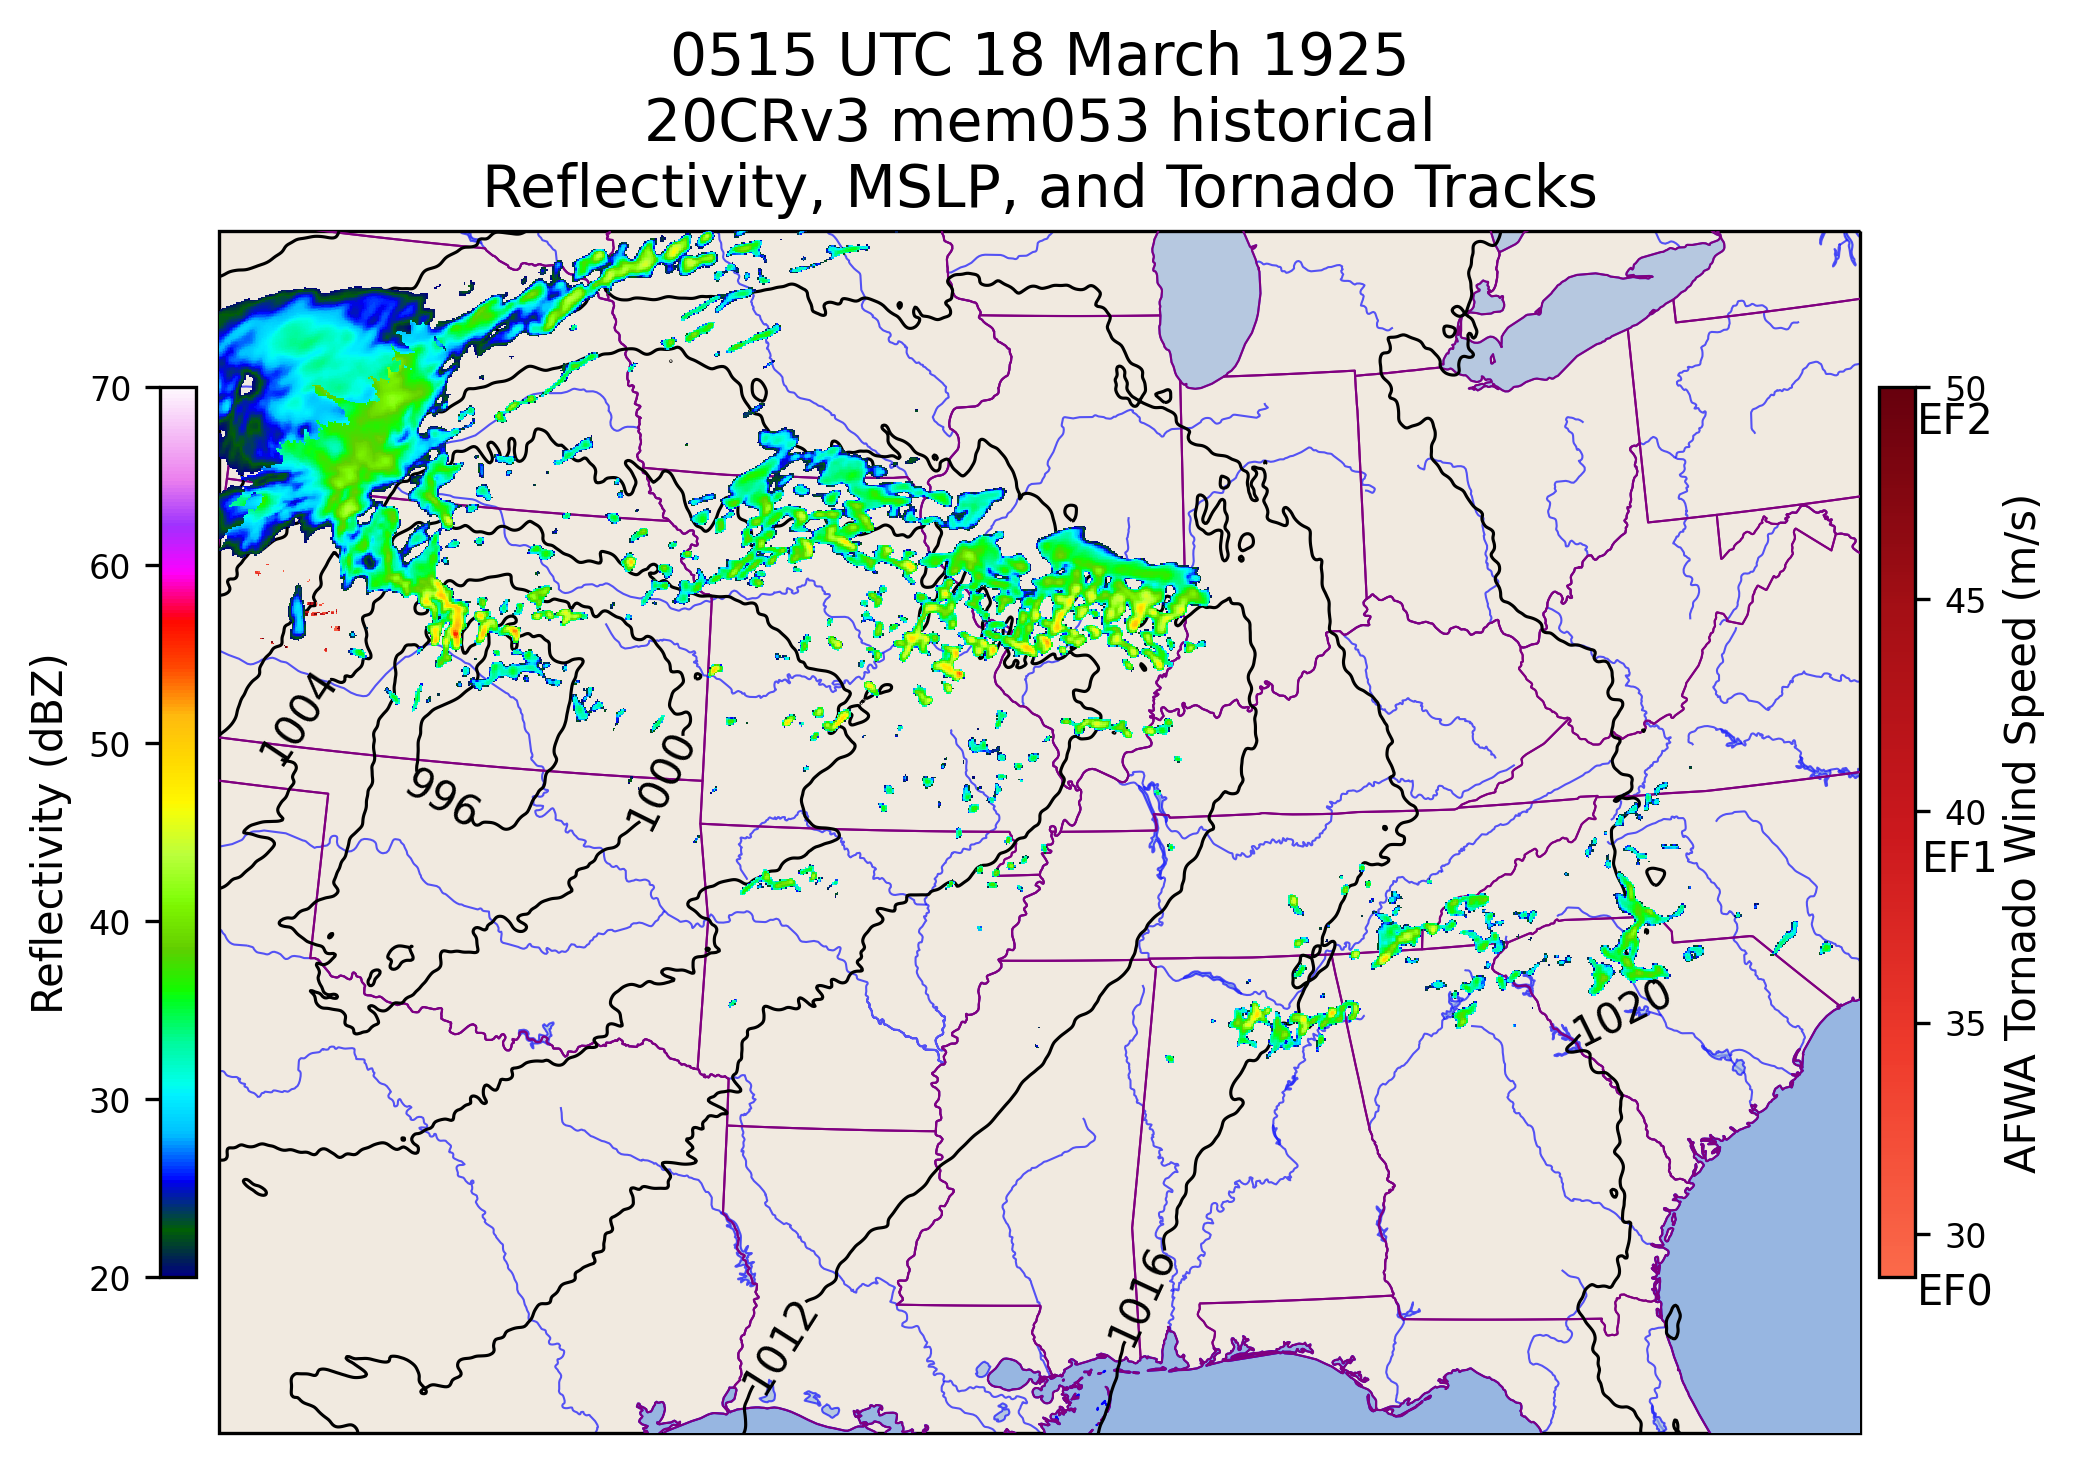 0515 UTC 18 March 1925
20CRv3 mem053 historical
Reflectivity, MSLP, and Tornado Tracks
70
60
50
40
30
20
Reflectivity (dBZ)
1004
996
1000
1012
1016
1020
50
EF2
45
40
EF1
35
30
EF0
AFWA Tornado Wind Speed (m/s)